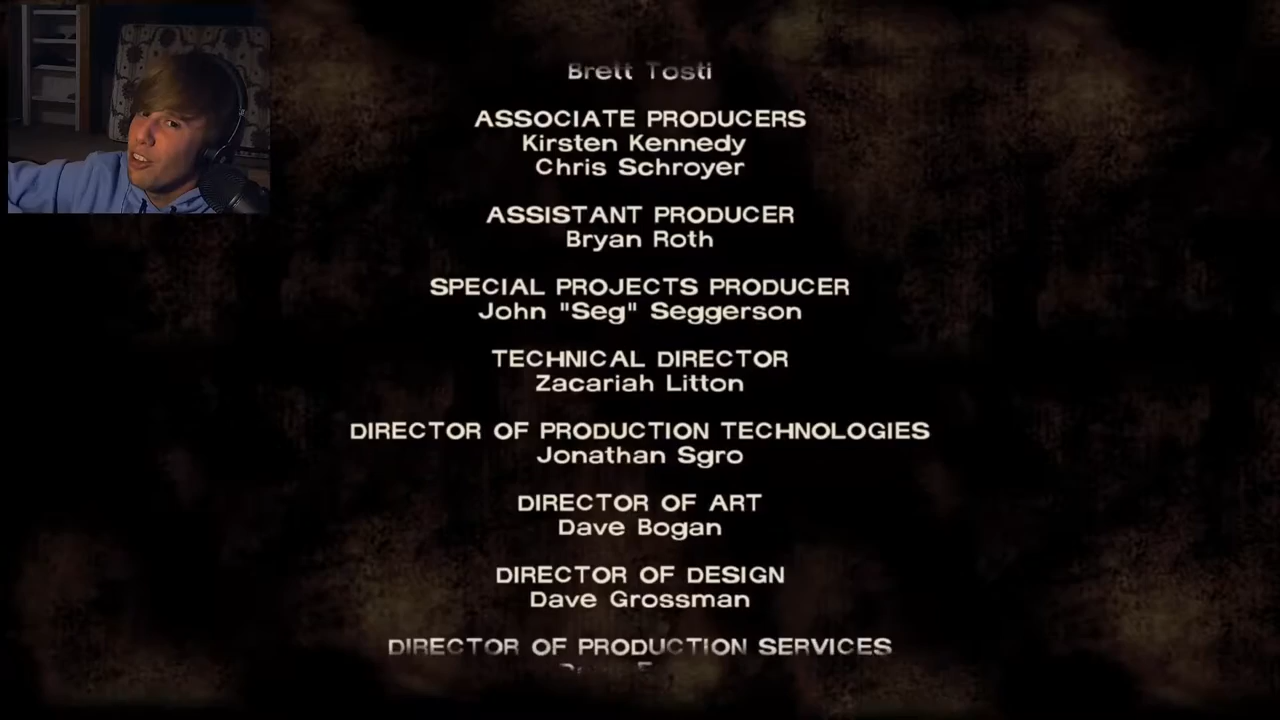 Brett Tosti
ASSOCIATE PRODUCERS
Kirsten Kennedy
Chris Schroyer
ASSISTANT PRODUCER
Bryan Roth
SPECIAL PROJECTS PRODUCER
John "Seg" Seggerson
TECHNICAL DIRECTOR
Zacariah Litton
DIRECTOR OF PRODUCTION TECHNOLOGIES
Jonathan Sgro
DIRECTOR OF ART
Dave Bogan
DIRECTOR OF DESIGN
Dave Grossman
DIRECTOR OF PRODUCTION SERVICES